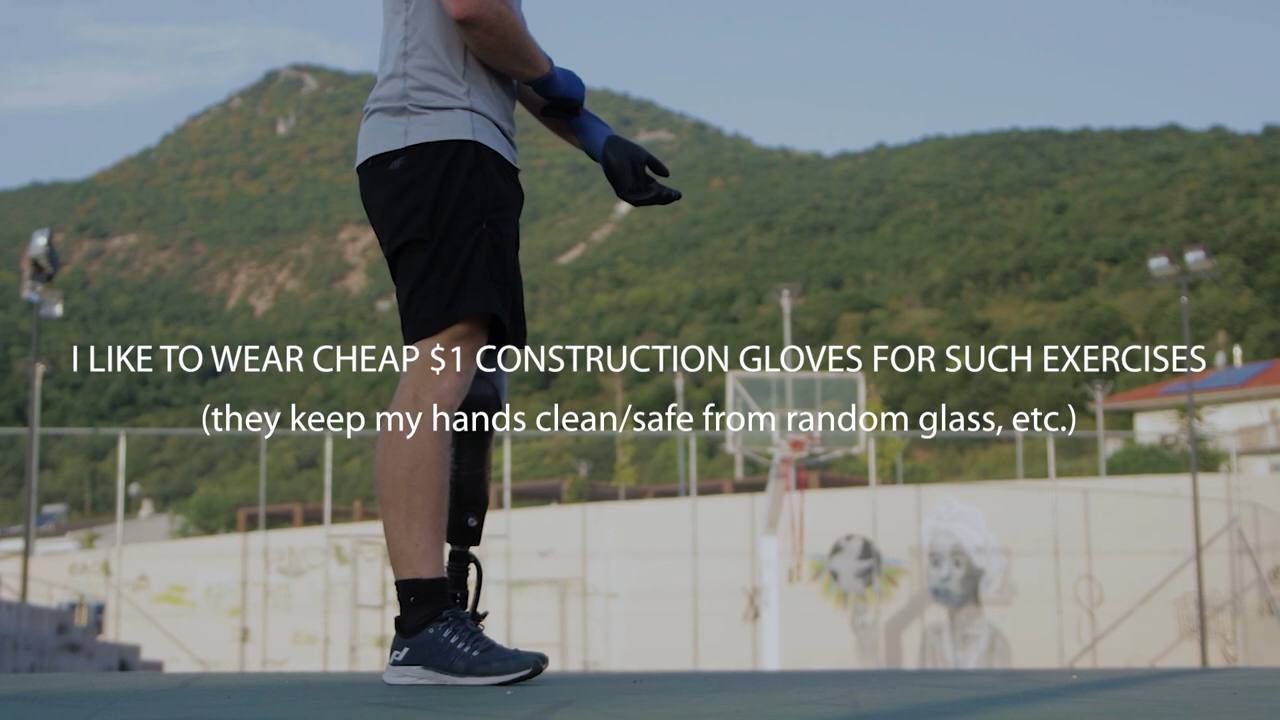 I LIKE TO WEAR CHEAP $1 CONSTRUCTION GLOVES FOR SUCH EXERCISES
(they keep my hands clean/safe from random glass, etc.)